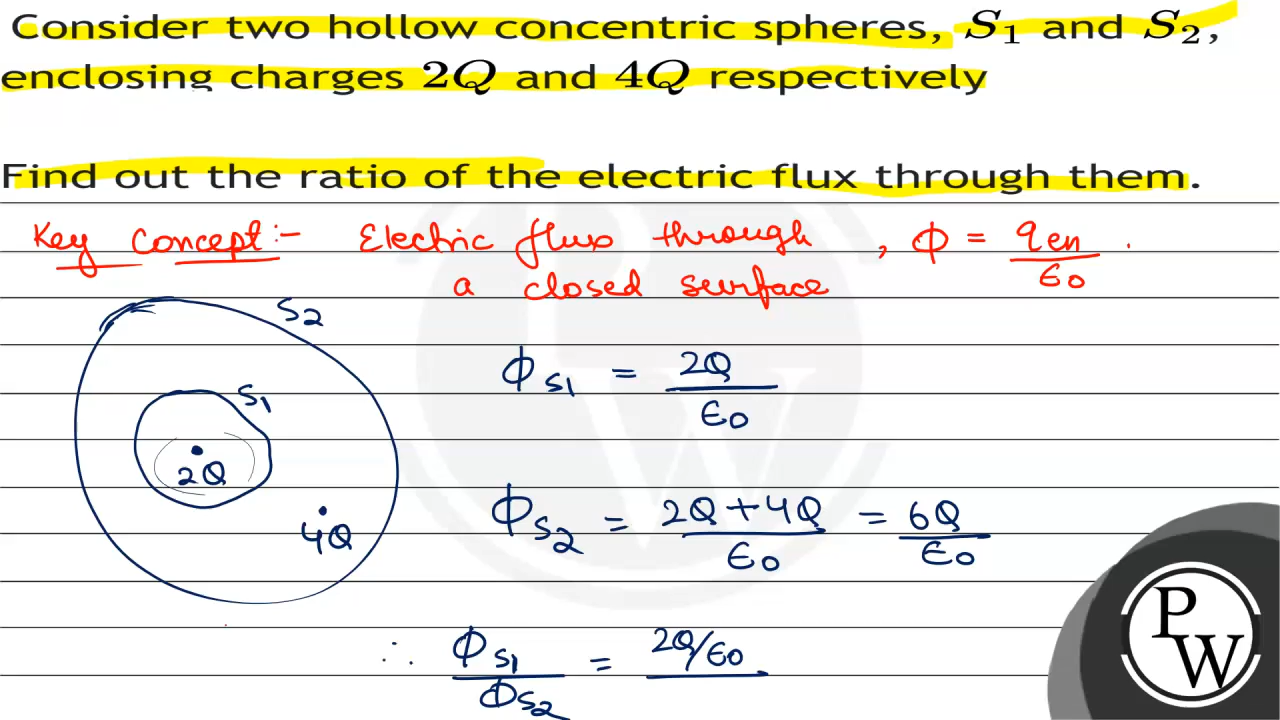 Consider two hollow concentric spheres, S₁ and S₂,
enclosing charges 2Q and 4Q respectively
Find out the ratio of the electric flux through them.
Key Concept:- Electric flux through a closed surface, Φ = qen/ε₀.
S₂
S₁
2Q
4Q
Φs₁ = 2Q/ε₀
Φs₂ = (2Q + 4Q)/ε₀ = 6Q/ε₀
∴ Φs₁/Φs₂ = 2Q/ε₀
PW